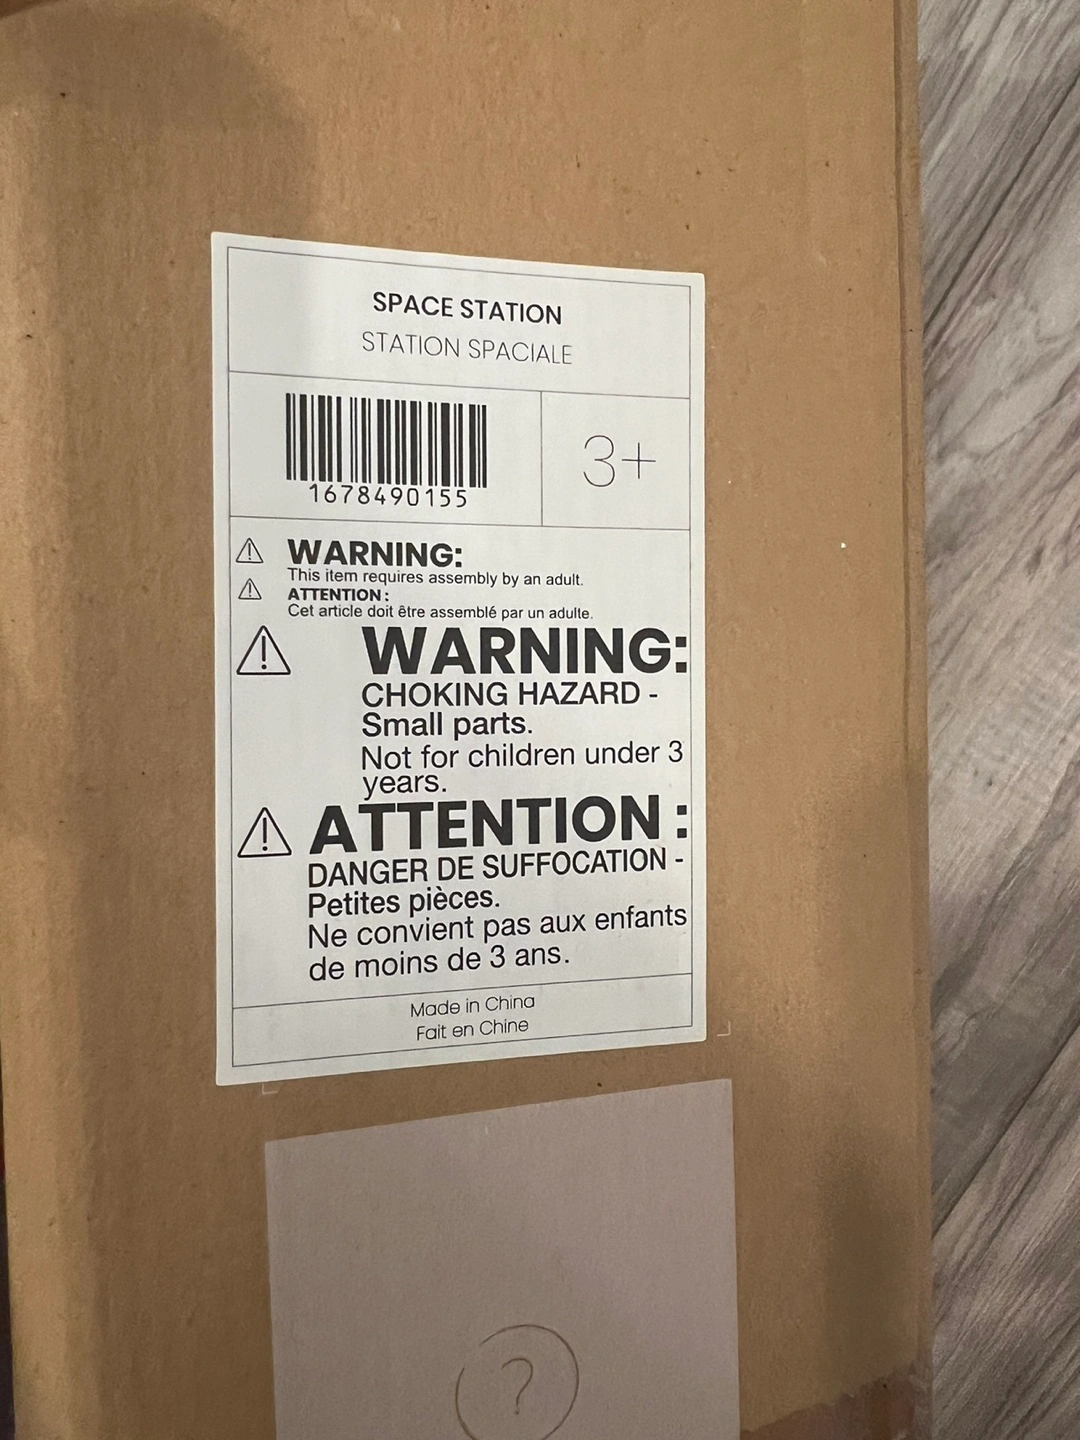 SPACE STATION
STATION SPACIALE
3+
1678490155
WARNING:
This item requires assembly by an adult.
ATTENTION :
Cet article doit être assemblé par un adulte.
WARNING:
CHOKING HAZARD -
Small parts.
Not for children under 3
years.
ATTENTION :
DANGER DE SUFFOCATION -
Petites pièces.
Ne convient pas aux enfants
de moins de 3 ans.
Made in China
Fait en Chine
?